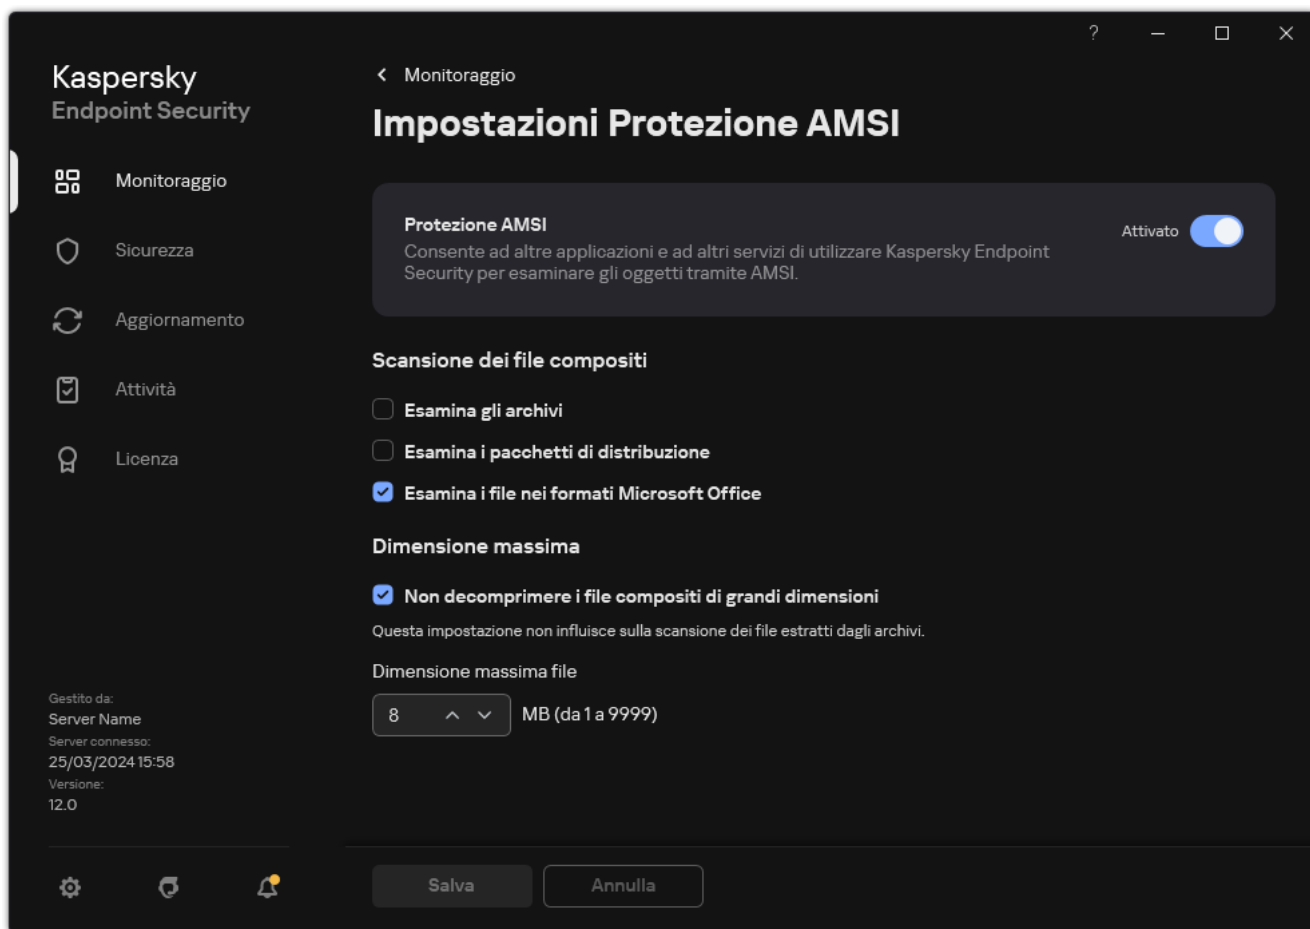 ?
Kaspersky
Endpoint Security
Monitoraggio
Sicurezza
Aggiornamento
Attività
Licenza
Gestito da:
Server Name
Server connesso:
25/03/2024 15:58
Versione:
12.0
Monitoraggio
Impostazioni Protezione AMSI
Protezione AMSI
Consente ad altre applicazioni e ad altri servizi di utilizzare Kaspersky Endpoint
Security per esaminare gli oggetti tramite AMSI.
Attivato
Scansione dei file compositi
Esamina gli archivi
Esamina i pacchetti di distribuzione
Esamina i file nei formati Microsoft Office
Dimensione massima
Non decomprimere i file compositi di grandi dimensioni
Questa impostazione non influisce sulla scansione dei file estratti dagli archivi.
Dimensione massima file
8 MB (da 1 a 9999)
Salva
Annulla